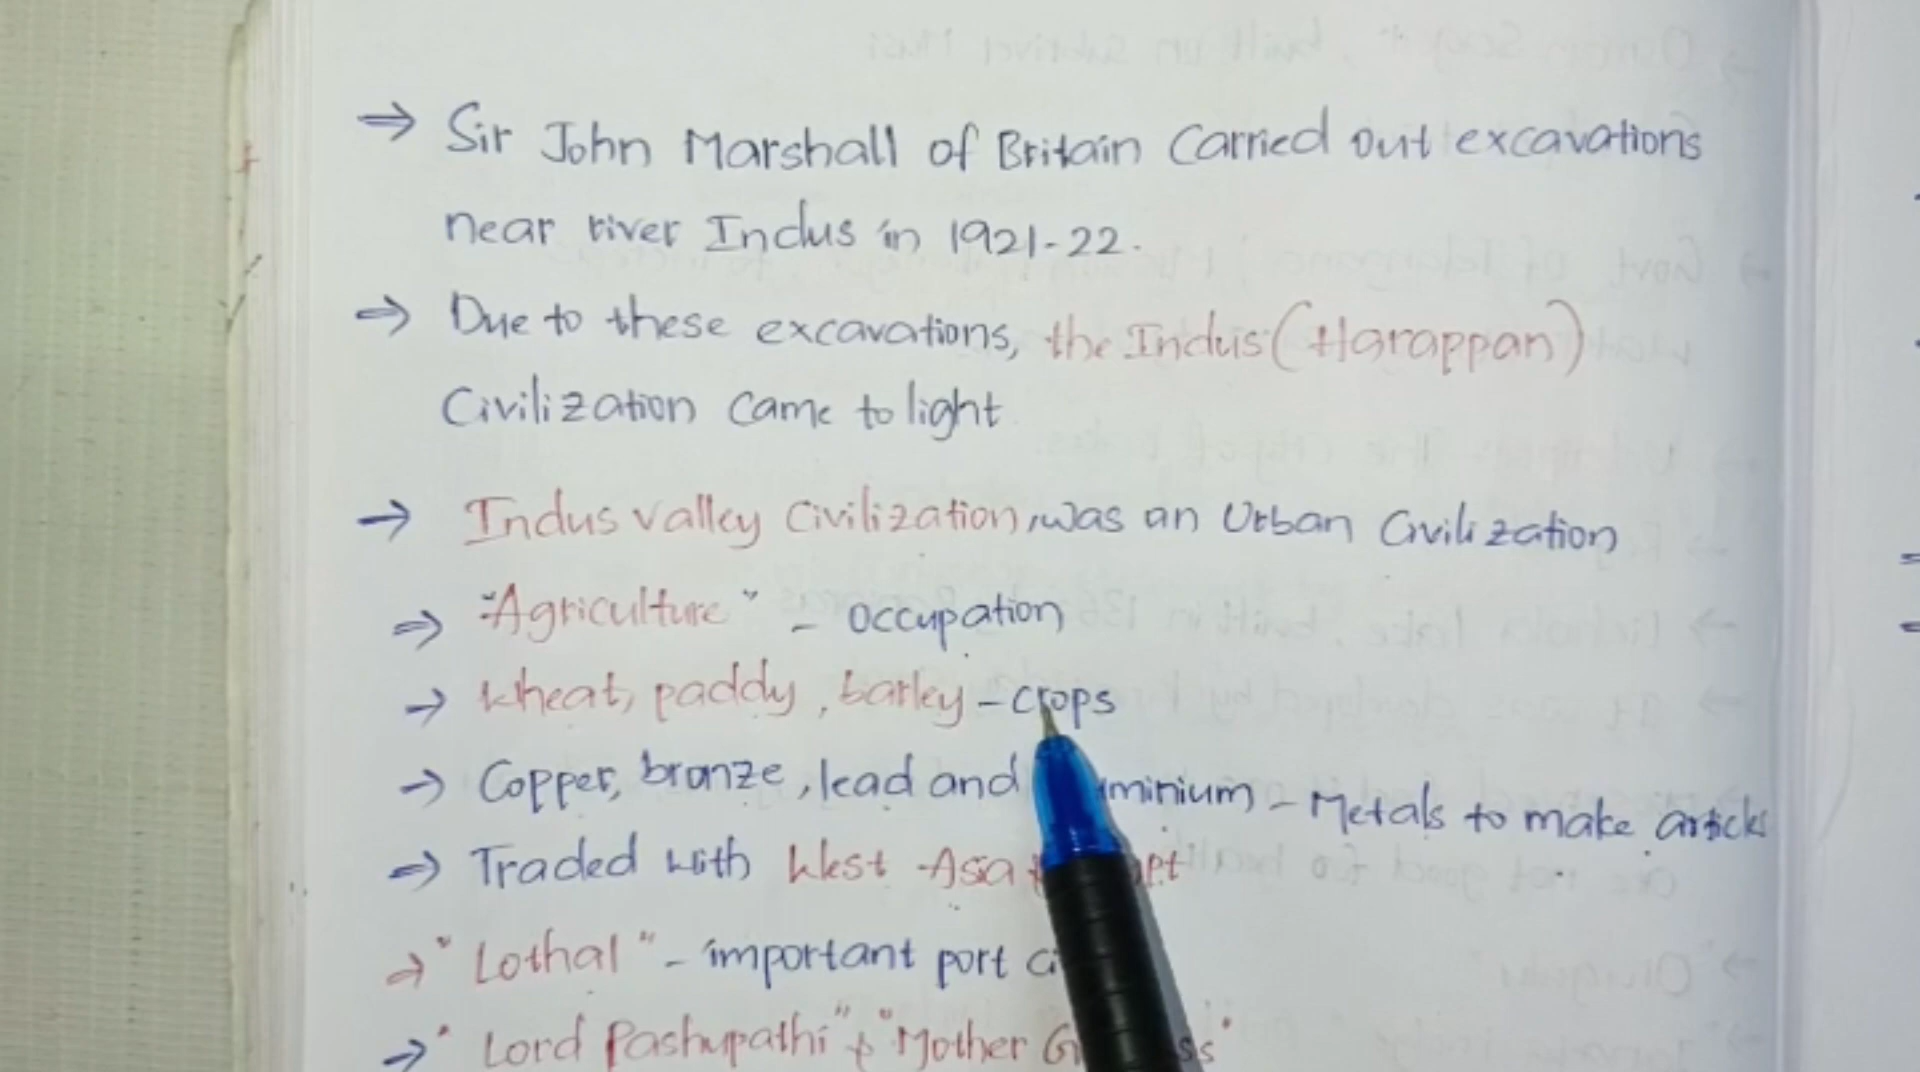 ⇒ Sir John Marshall of Britain Carried out excavations
near river Indus in 1921-22.
⇒ Due to these excavations, the Indus (Harappan)
Civilization came to light
→ Indus valley Civilization, was an Urban Civilization
⇒ "Agriculture" - occupation
→ Wheat, paddy, barley - crops
→ Copper, bronze, lead and minium - Metals to make articles
⇒ Traded with West Asia pt
→ "Lothal" - important port
→ "Lord Pashupathi" & "Mother